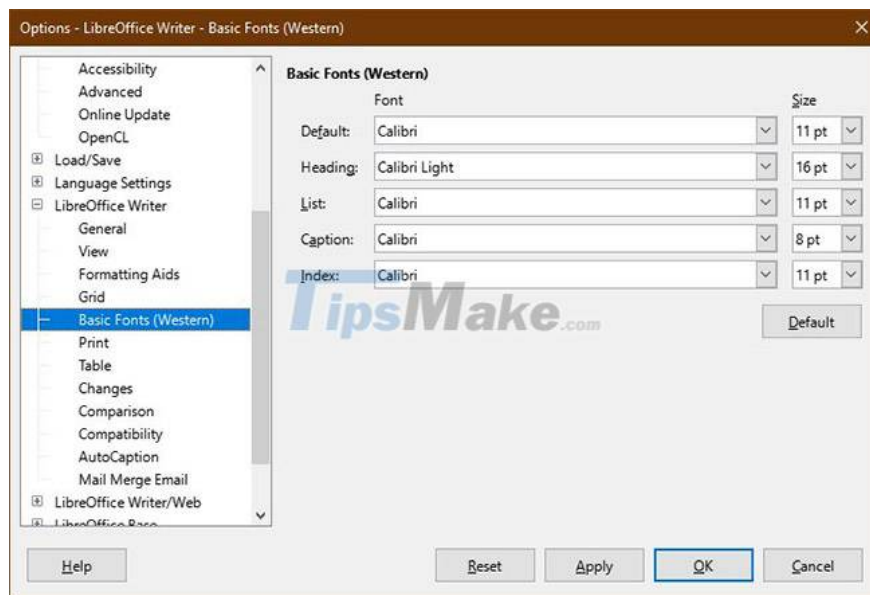 Options - LibreOffice Writer - Basic Fonts (Western)
Accessibility
Advanced
Online Update
OpenCL
Load/Save
Language Settings
LibreOffice Writer
General
View
Formatting Aids
Grid
Basic Fonts (Western)
Print
Table
Changes
Comparison
Compatibility
AutoCaption
Mail Merge Email
LibreOffice Writer/Web
LibreOffice Base
Basic Fonts (Western)
Font Size
Default: Calibri 11 pt
Heading: Calibri Light 16 pt
List: Calibri 11 pt
Caption: Calibri 8 pt
Index: Calibri 11 pt
TipsMake.com
Default
Help Reset Apply OK Cancel